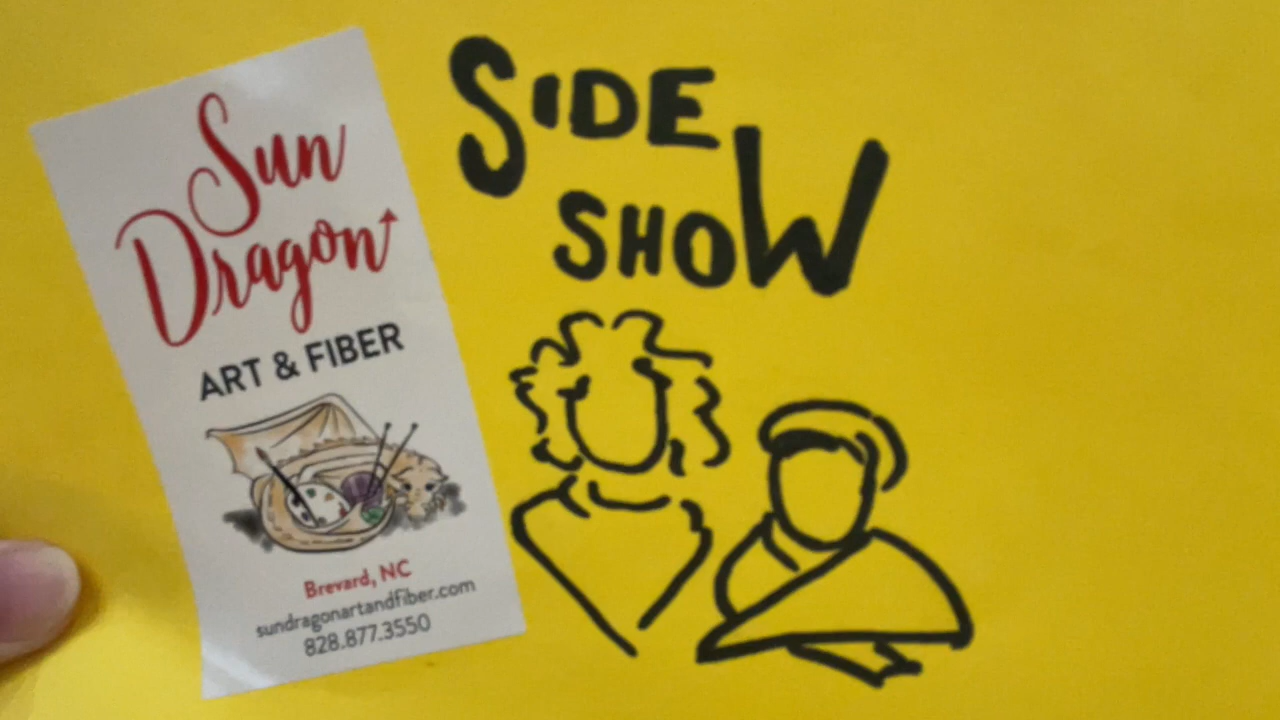 Sun
Dragon
ART & FIBER
Brevard, NC
sundragonartandfiber.com
828.877.3550
SIDE
SHOW